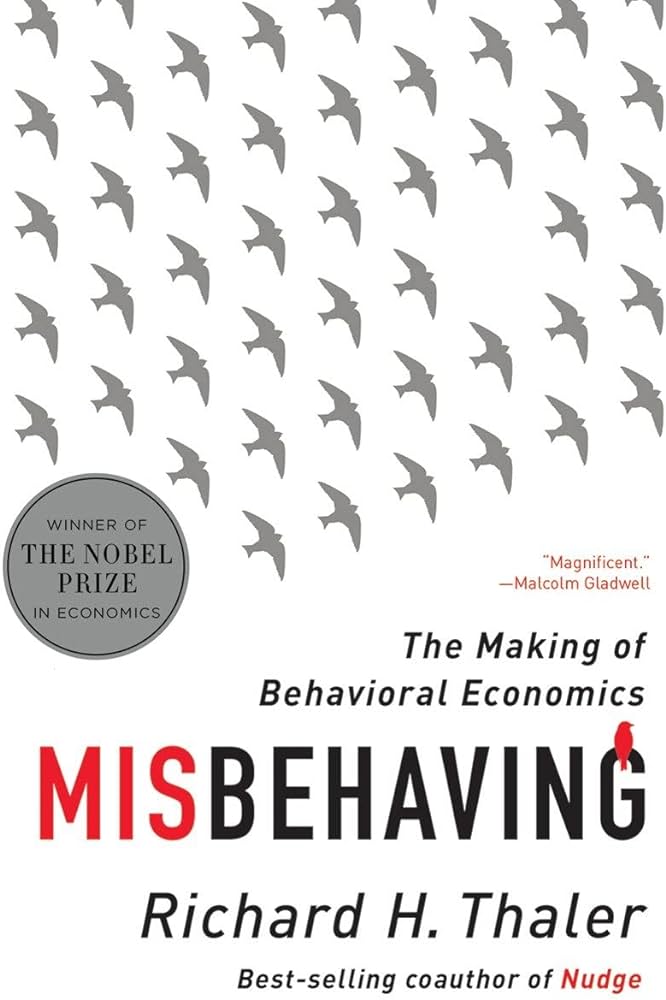 WINNER OF
THE NOBEL
PRIZE
IN ECONOMICS
"Magnificent."
—Malcolm Gladwell
The Making of
Behavioral Economics
MISBEHAVING
Richard H. Thaler
Best-selling coauthor of Nudge